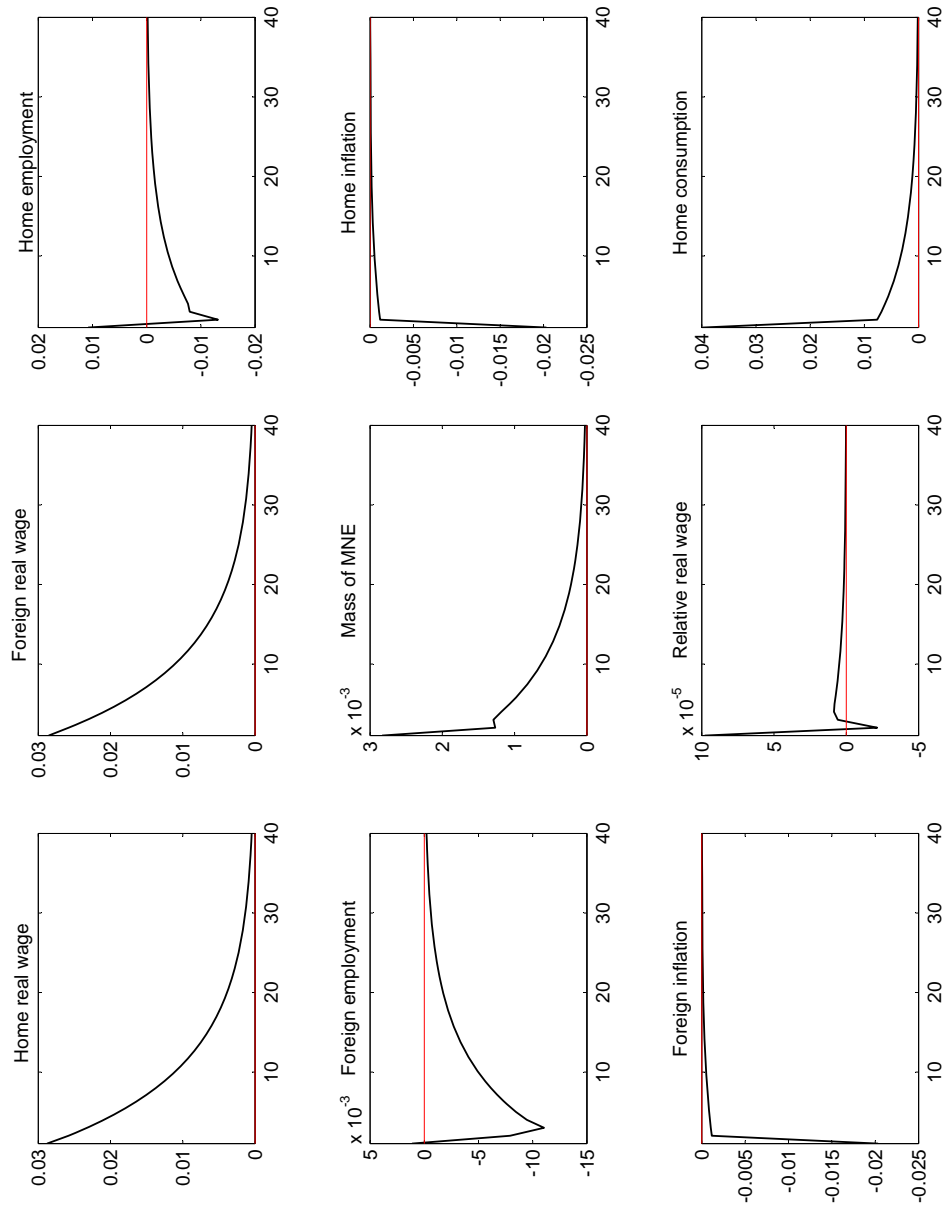 Home real wage
0.03
0.02
0.01
0
10 20 30 40
Foreign real wage
0.03
0.02
0.01
0
10 20 30 40
Home employment
0.02
0.01
0
-0.01
-0.02
10 20 30 40
x 10^-3 Foreign employment
5
0
-5
-10
-15
10 20 30 40
x 10^-3 Mass of MNE
3
2
1
0
10 20 30 40
Home inflation
0
-0.005
-0.01
-0.015
-0.02
-0.025
10 20 30 40
Foreign inflation
0
-0.005
-0.01
-0.015
-0.02
-0.025
10 20 30 40
x 10^-5 Relative real wage
10
5
0
-5
10 20 30 40
Home consumption
0.04
0.03
0.02
0.01
0
10 20 30 40